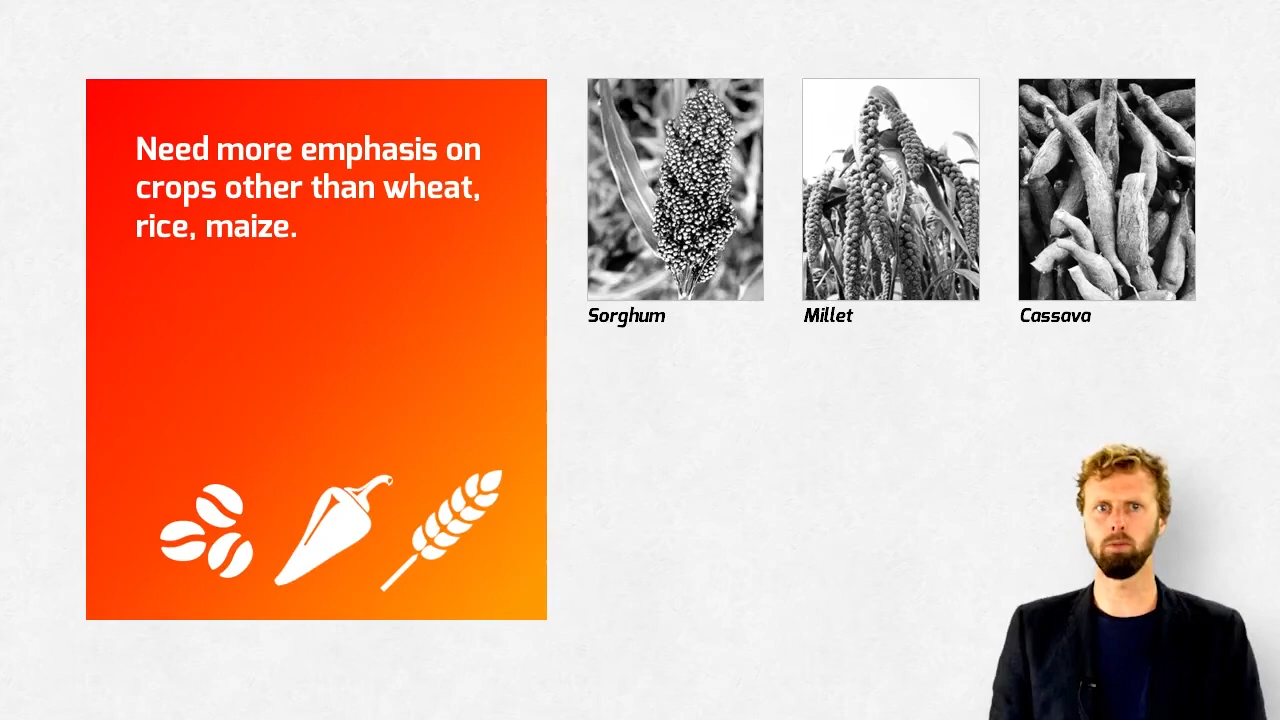 Need more emphasis on
crops other than wheat,
rice, maize.
Sorghum
Millet
Cassava